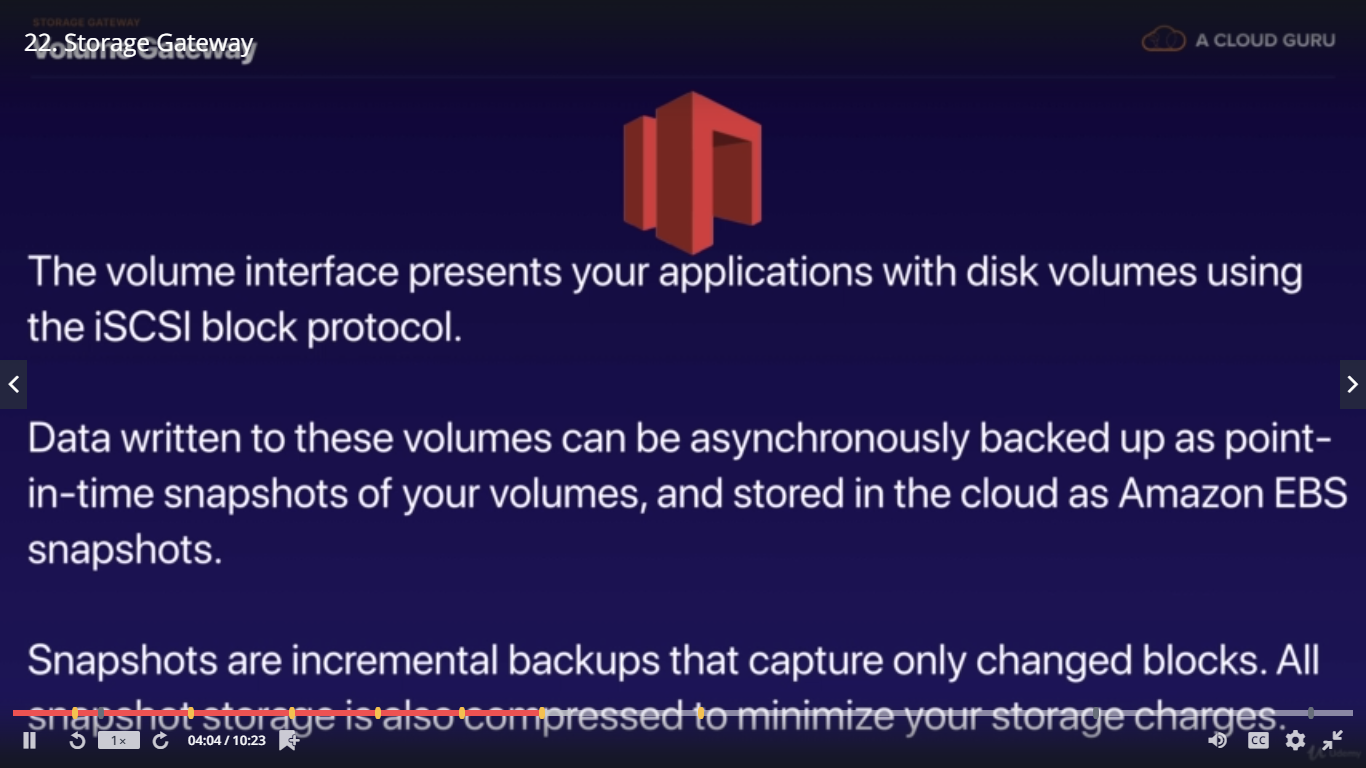 STORAGE GATEWAY
22. Storage Gateway
Volume Gateway
A CLOUD GURU
The volume interface presents your applications with disk volumes using
the iSCSI block protocol.
Data written to these volumes can be asynchronously backed up as point-
in-time snapshots of your volumes, and stored in the cloud as Amazon EBS
snapshots.
Snapshots are incremental backups that capture only changed blocks. All
snapshot storage is also compressed to minimize your storage charges.
1×
04:04 / 10:23
CC
Udemy